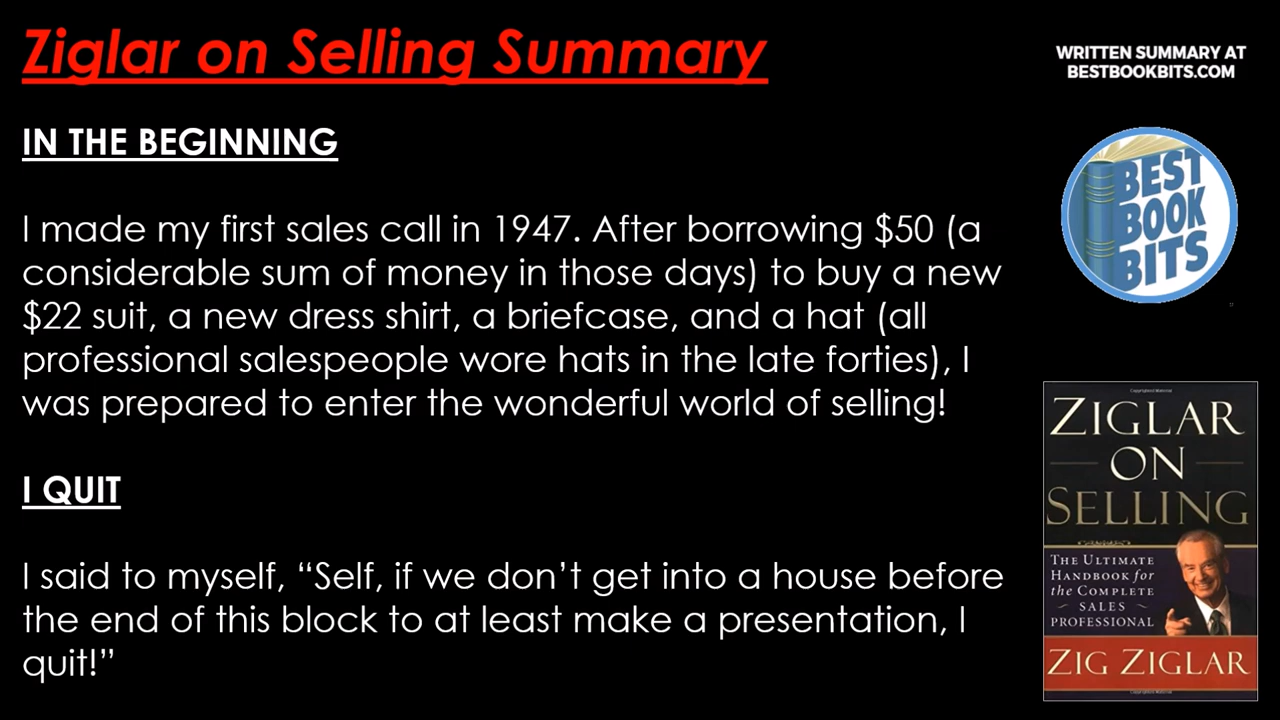 Ziglar on Selling Summary
WRITTEN SUMMARY AT
BESTBOOKBITS.COM
IN THE BEGINNING
I made my first sales call in 1947. After borrowing $50 (a
considerable sum of money in those days) to buy a new
$22 suit, a new dress shirt, a briefcase, and a hat (all
professional salespeople wore hats in the late forties), I
was prepared to enter the wonderful world of selling!
I QUIT
I said to myself, “Self, if we don’t get into a house before
the end of this block to at least make a presentation, I
quit!”
BEST
BOOK
BITS
ZIGLAR
ON
SELLING
THE ULTIMATE
HANDBOOK for
the COMPLETE
SALES
PROFESSIONAL
ZIG ZIGLAR